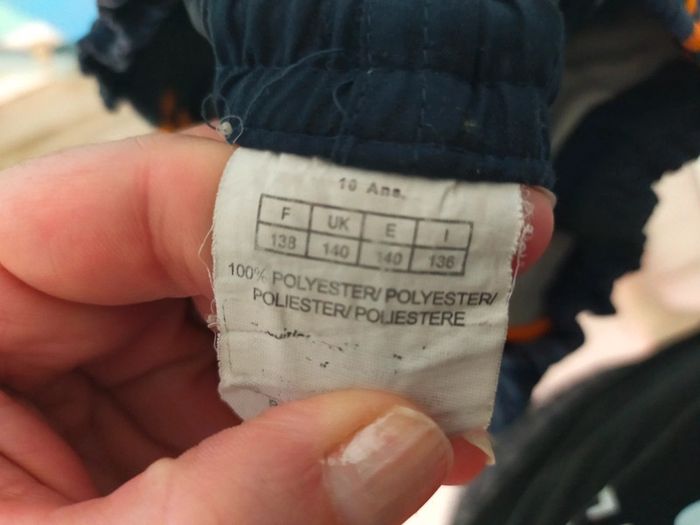 10 Ans.
F UK E I
138 140 140 136
100% POLYESTER/ POLYESTER/
POLIESTER/ POLIESTERE